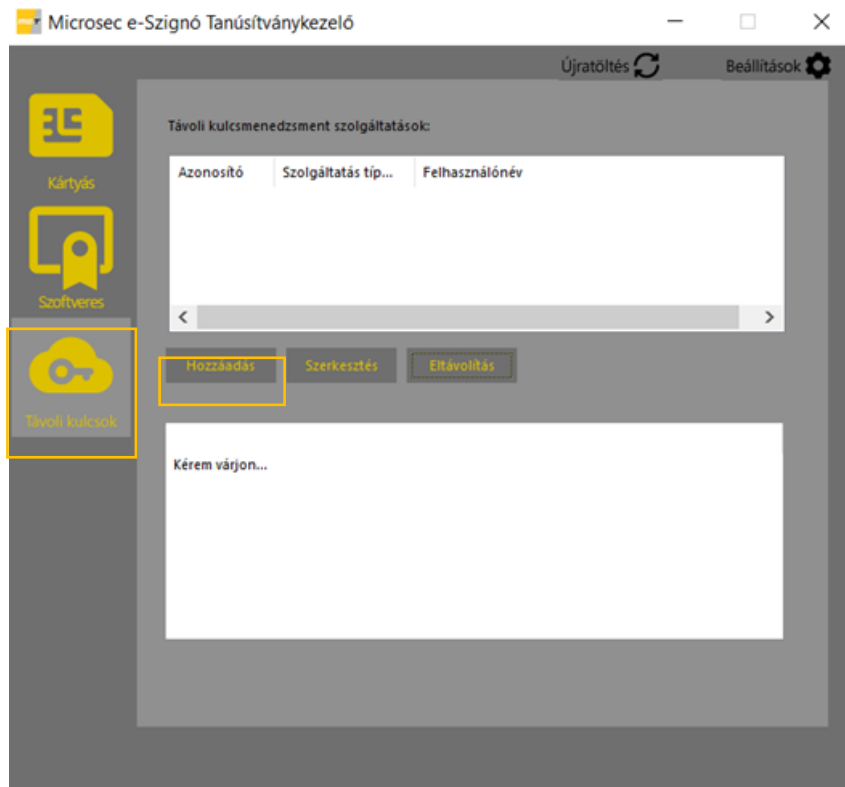 Microsec e-Szignó Tanúsítványkezelő
Újratöltés Beállítások
Kártyás
Szoftveres
Távoli kulcsok
Távoli kulcsmenedzsment szolgáltatások:
Azonosító Szolgáltatás típ... Felhasználónév
Hozzáadás Szerkesztés Eltávolítás
Kérem várjon...